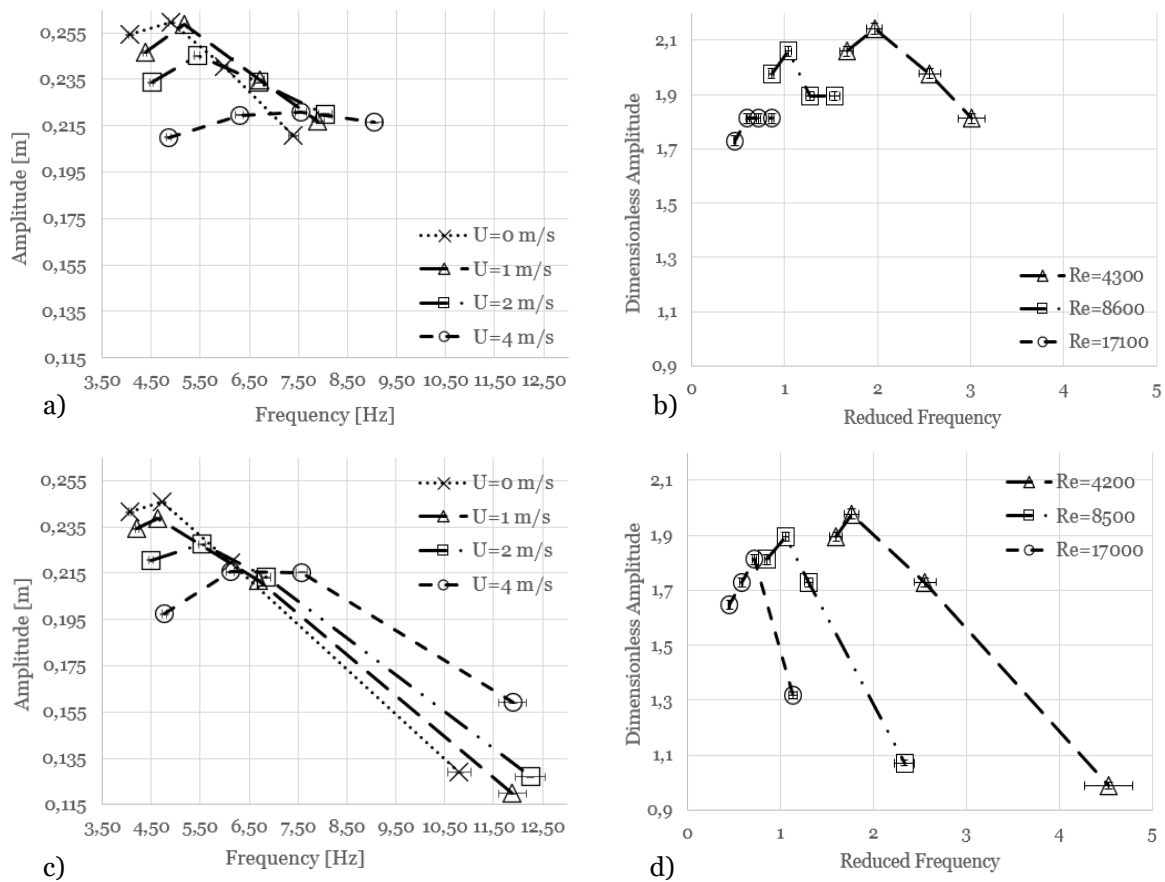 0,255
0,235
0,215
0,195
0,175
0,155
0,135
0,115
Amplitude [m]
U=0 m/s
U=1 m/s
U=2 m/s
U=4 m/s
3,50 4,50 5,50 6,50 7,50 8,50 9,50 10,50 11,50 12,50
Frequency [Hz]
a)
2,1
1,9
1,7
1,5
1,3
1,1
0,9
Dimensionless Amplitude
Re=4300
Re=8600
Re=17100
0 1 2 3 4 5
Reduced Frequency
b)
0,255
0,235
0,215
0,195
0,175
0,155
0,135
0,115
Amplitude [m]
U=0 m/s
U=1 m/s
U=2 m/s
U=4 m/s
3,50 4,50 5,50 6,50 7,50 8,50 9,50 10,50 11,50 12,50
Frequency [Hz]
c)
2,1
1,9
1,7
1,5
1,3
1,1
0,9
Dimensionless Amplitude
Re=4200
Re=8500
Re=17000
0 1 2 3 4 5
Reduced Frequency
d)